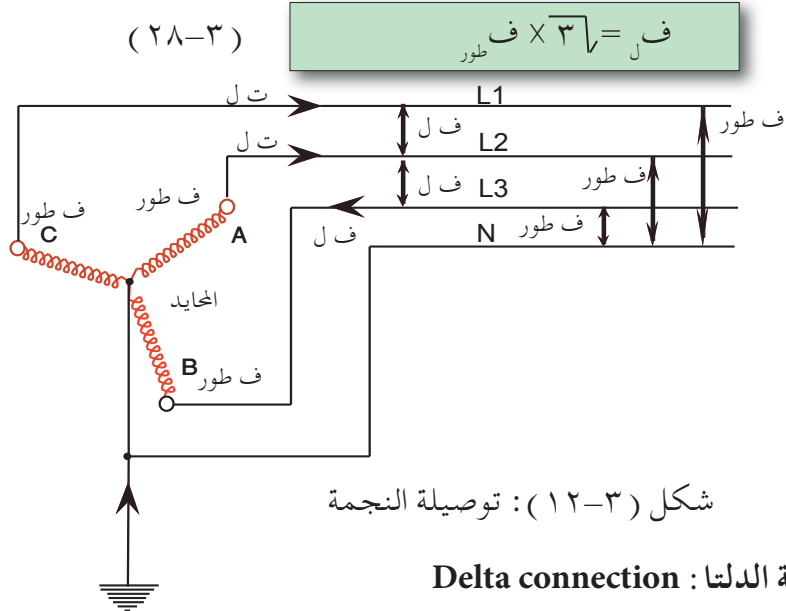 ف ل = √٣ × ف طور (٣-٢٨)
ت ل L1
ف ل ف طور
ت ل L2
ف طور ف طور ف ل L3 ف طور
C A ف ل N ف طور
المحايد
B ف طور
شكل (٣-١٢): توصيلة النجمة
ة الدلتا : Delta connection